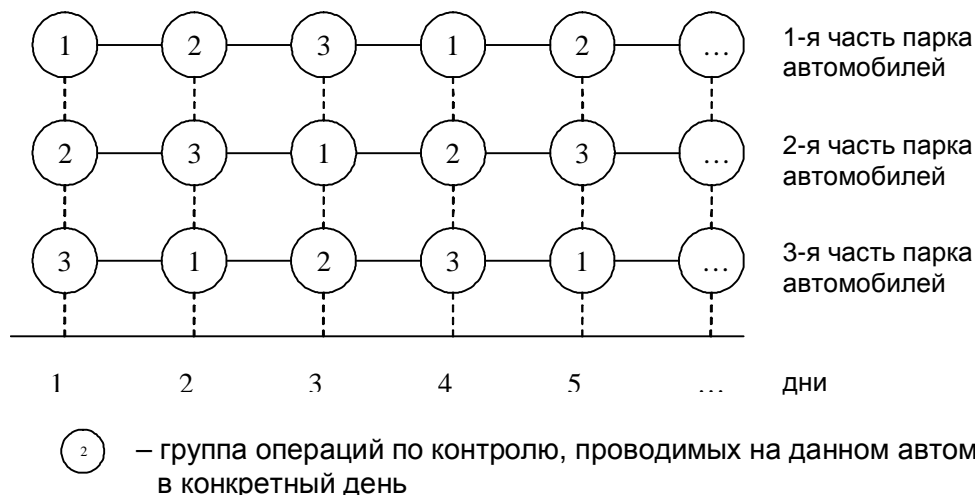 1 2 3 1 2 ... 1-я часть парка
автомобилей
2 3 1 2 3 ... 2-я часть парка
автомобилей
3 1 2 3 1 ... 3-я часть парка
автомобилей
1 2 3 4 5 ... дни
2 – группа операций по контролю, проводимых на данном автом
в конкретный день